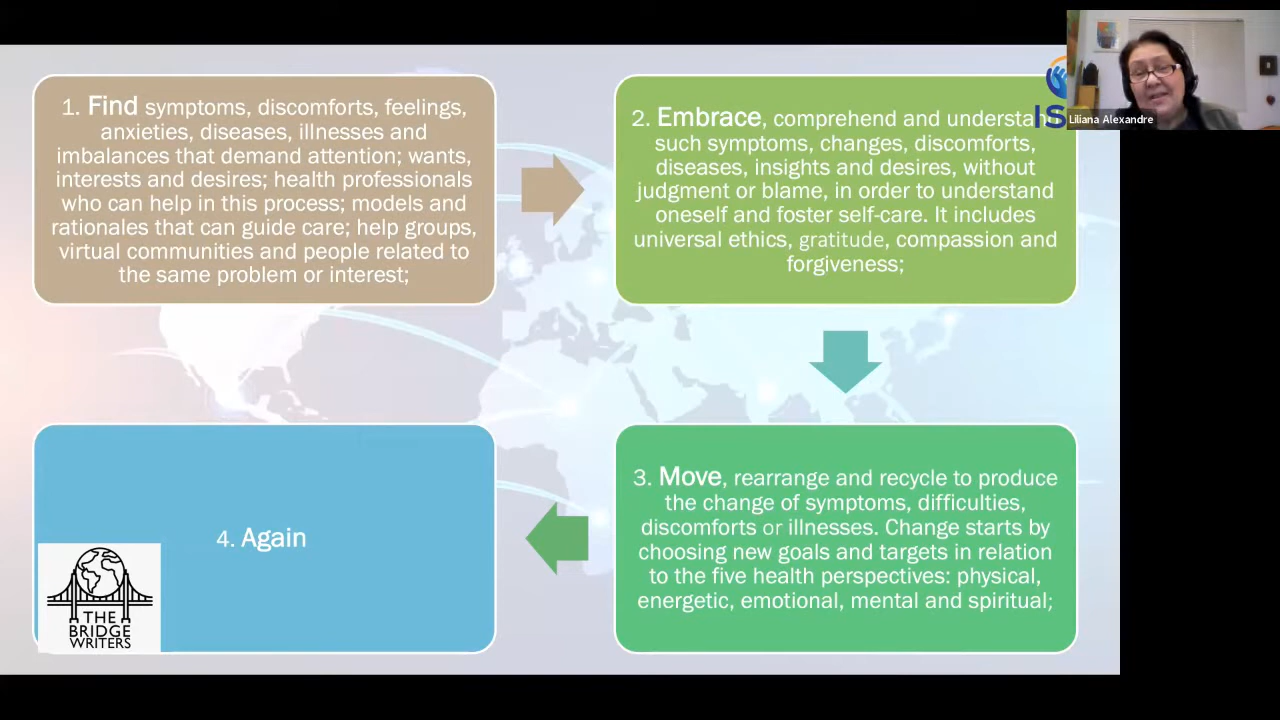 1. Find symptoms, discomforts, feelings,
anxieties, diseases, illnesses and
imbalances that demand attention; wants,
interests and desires; health professionals
who can help in this process; models and
rationales that can guide care; help groups,
virtual communities and people related to
the same problem or interest;
2. Embrace, comprehend and understand
such symptoms, changes, discomforts,
diseases, insights and desires, without
judgment or blame, in order to understand
oneself and foster self-care. It includes
universal ethics, gratitude, compassion and
forgiveness;
IS
Liliana Alexandre
3. Move, rearrange and recycle to produce
the change of symptoms, difficulties,
discomforts or illnesses. Change starts by
choosing new goals and targets in relation
to the five health perspectives: physical,
energetic, emotional, mental and spiritual;
4. Again
THE
BRIDGE
WRITERS